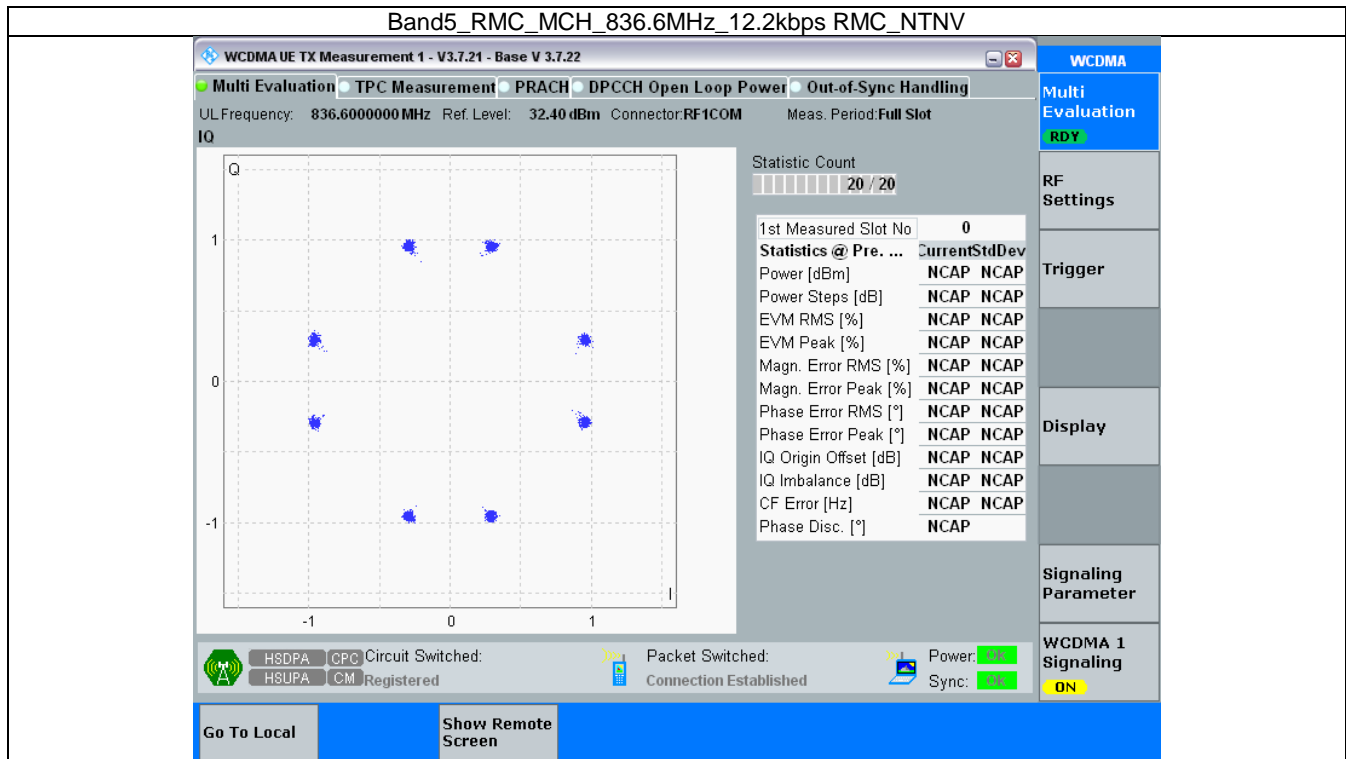 Band5_RMC_MCH_836.6MHz_12.2kbps RMC_NTNV
WCDMA UE TX Measurement 1 - V3.7.21 - Base V 3.7.22
WCDMA
Multi Evaluation TPC Measurement PRACH DPCCH Open Loop Power Out-of-Sync Handling
Multi
Evaluation
RDY
UL Frequency: 836.6000000 MHz Ref. Level: 32.40 dBm Connector:RF1COM Meas. Period:Full Slot
IQ
Q
1
0
-1
-1 0 1
I
Statistic Count
20 / 20
1st Measured Slot No 0
Statistics @ Pre. ... CurrentStdDev
Power [dBm] NCAP NCAP
Power Steps [dB] NCAP NCAP
EVM RMS [%] NCAP NCAP
EVM Peak [%] NCAP NCAP
Magn. Error RMS [%] NCAP NCAP
Magn. Error Peak [%] NCAP NCAP
Phase Error RMS [°] NCAP NCAP
Phase Error Peak [°] NCAP NCAP
IQ Origin Offset [dB] NCAP NCAP
IQ Imbalance [dB] NCAP NCAP
CF Error [Hz] NCAP NCAP
Phase Disc. [°] NCAP
RF
Settings
Trigger
Display
Signaling
Parameter
WCDMA 1
Signaling
ON
HSDPA CPC Circuit Switched: Packet Switched: Power: Ok
HSUPA CM Registered Connection Established Sync: Ok
Go To Local
Show Remote
Screen